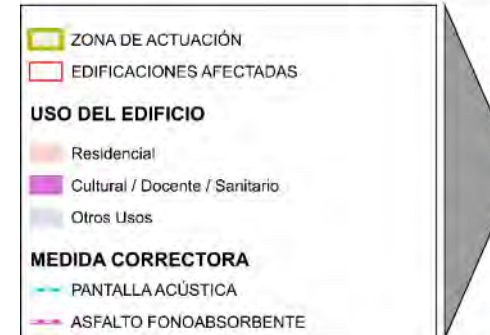 ZONA DE ACTUACIÓN
EDIFICACIONES AFECTADAS
USO DEL EDIFICIO
Residencial
Cultural / Docente / Sanitario
Otros Usos
MEDIDA CORRECTORA
PANTALLA ACÚSTICA
ASFALTO FONOABSORBENTE